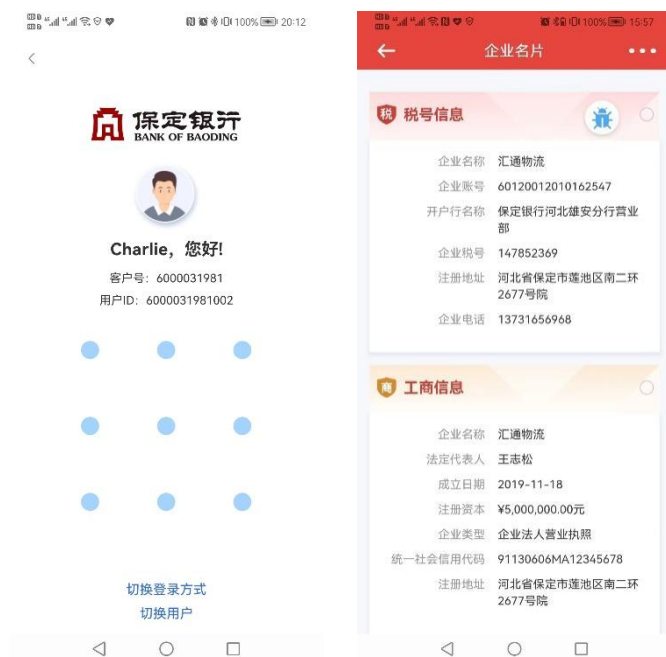 100% 20:12
保定银行
BANK OF BAODING
Charlie，您好!
客户号：6000031981
用户ID：6000031981002
切换登录方式
切换用户
100% 15:57
企业名片
税 税号信息
企业名称 汇通物流
企业账号 60120012010162547
开户行名称 保定银行河北雄安分行营业
部
企业税号 147852369
注册地址 河北省保定市莲池区南二环
2677号院
企业电话 13731656968
商 工商信息
企业名称 汇通物流
法定代表人 王志松
成立日期 2019-11-18
注册资本 ¥5,000,000.00元
企业类型 企业法人营业执照
统一社会信用代码 91130606MA12345678
注册地址 河北省保定市莲池区南二环
2677号院